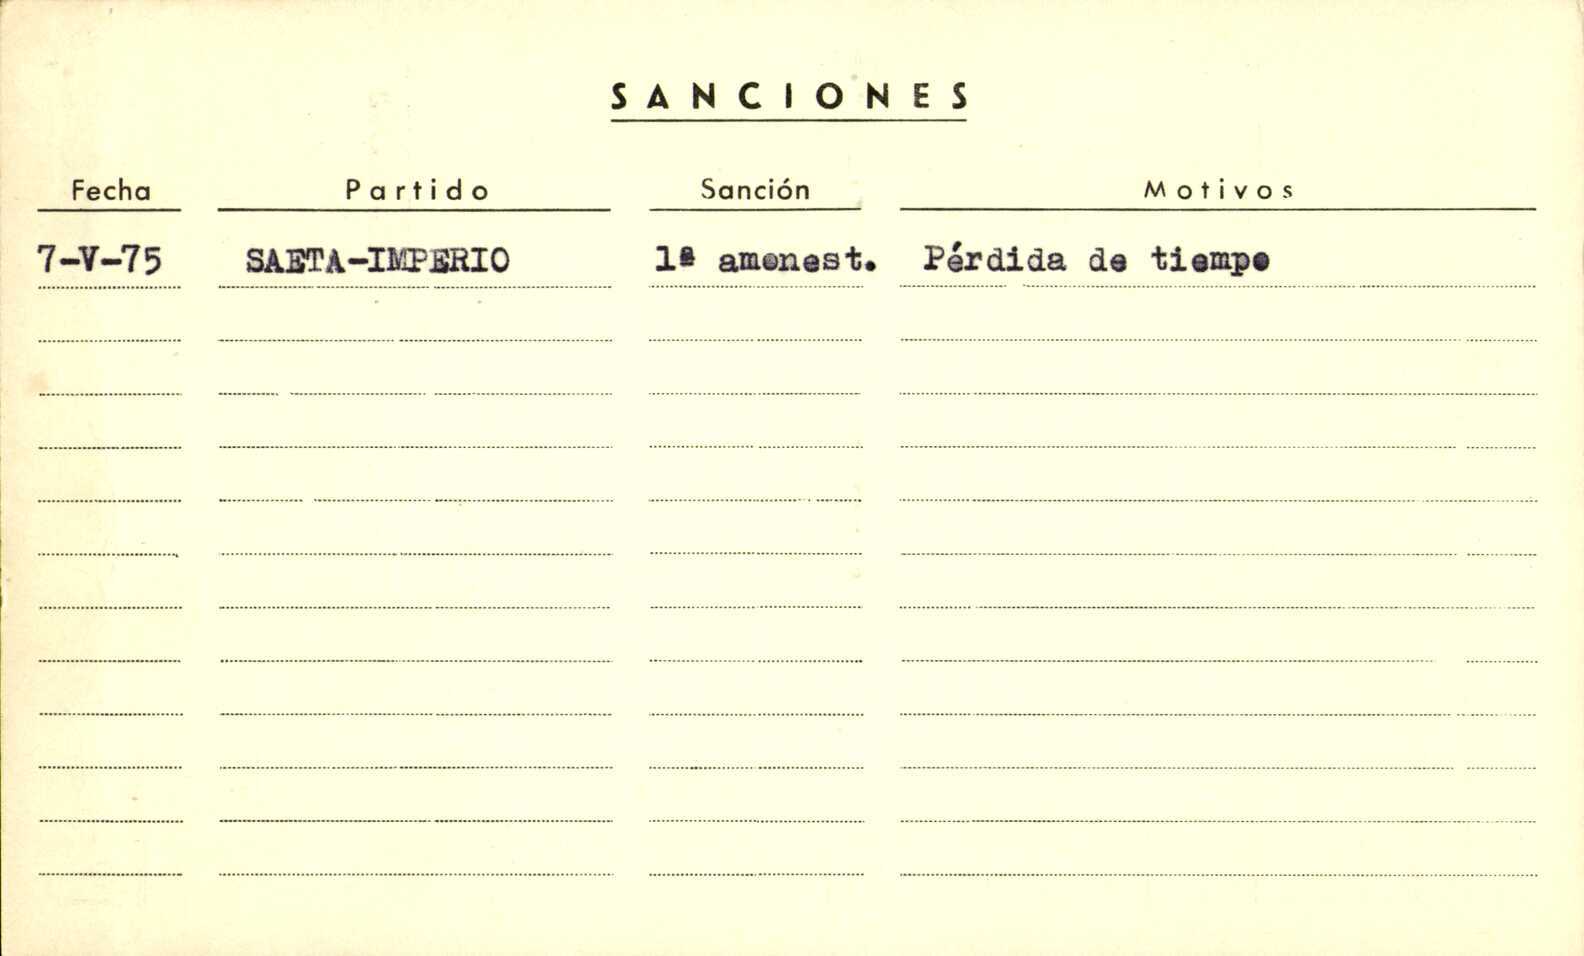 SANCIONES
Fecha Partido Sanción Motivos
7-V-75 SAETA-IMPERIO 1ª amonest. Pérdida de tiempo